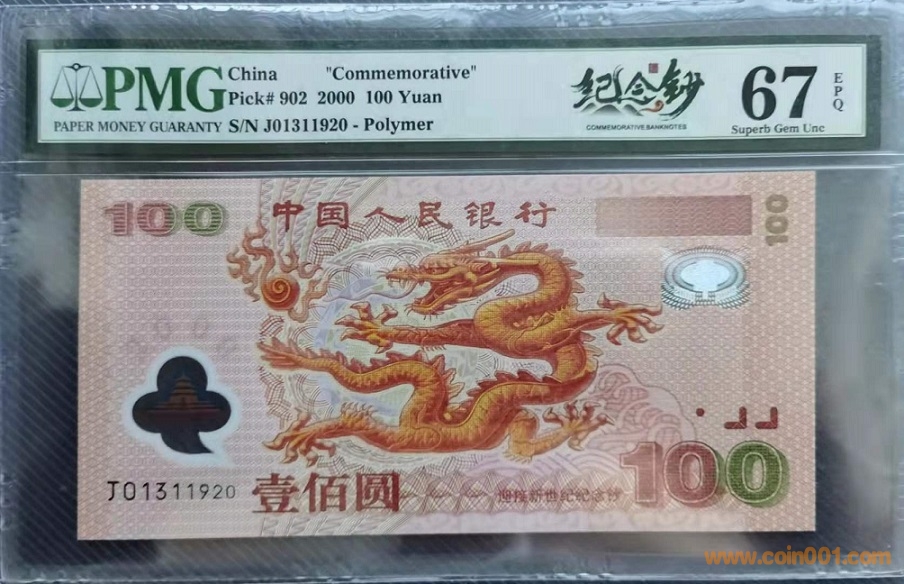 PMG
PAPER MONEY GUARANTY
China "Commemorative"
Pick# 902 2000 100 Yuan
S/N J01311920 - Polymer
纪念钞
COMMEMORATIVE BANKNOTES
67 EPQ
Superb Gem Unc
100
中国人民银行
100
J01311920
壹佰圆
迎接新世纪纪念钞
100
www.coin001.com